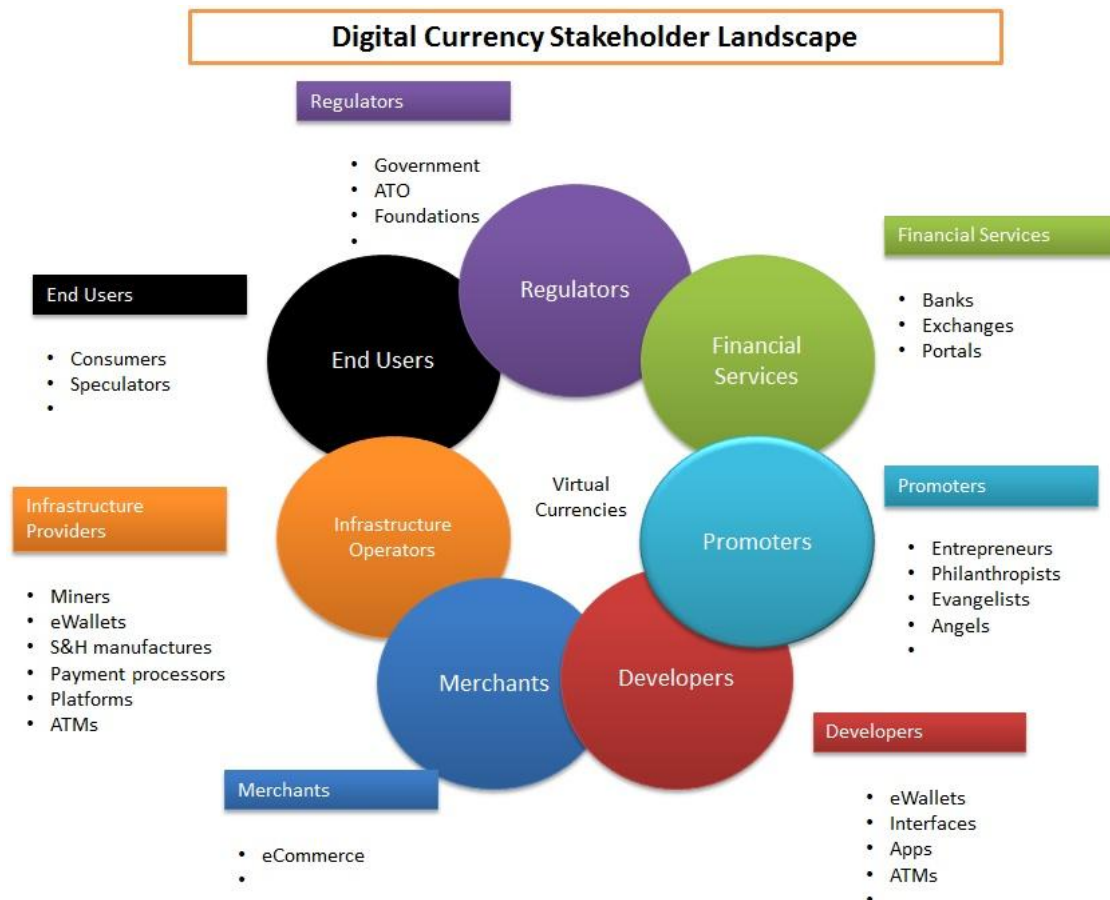 Digital Currency Stakeholder Landscape
Regulators
• Government
• ATO
• Foundations
•
Financial Services
• Banks
• Exchanges
• Portals
End Users
• Consumers
• Speculators
•
Regulators
End Users
Financial
Services
Infrastructure
Operators
Virtual
Currencies
Promoters
Merchants
Developers
Infrastructure
Providers
• Miners
• eWallets
• S&H manufactures
• Payment processors
• Platforms
• ATMs
Promoters
• Entrepreneurs
• Philanthropists
• Evangelists
• Angels
•
Developers
• eWallets
• Interfaces
• Apps
• ATMs
•
Merchants
• eCommerce
•